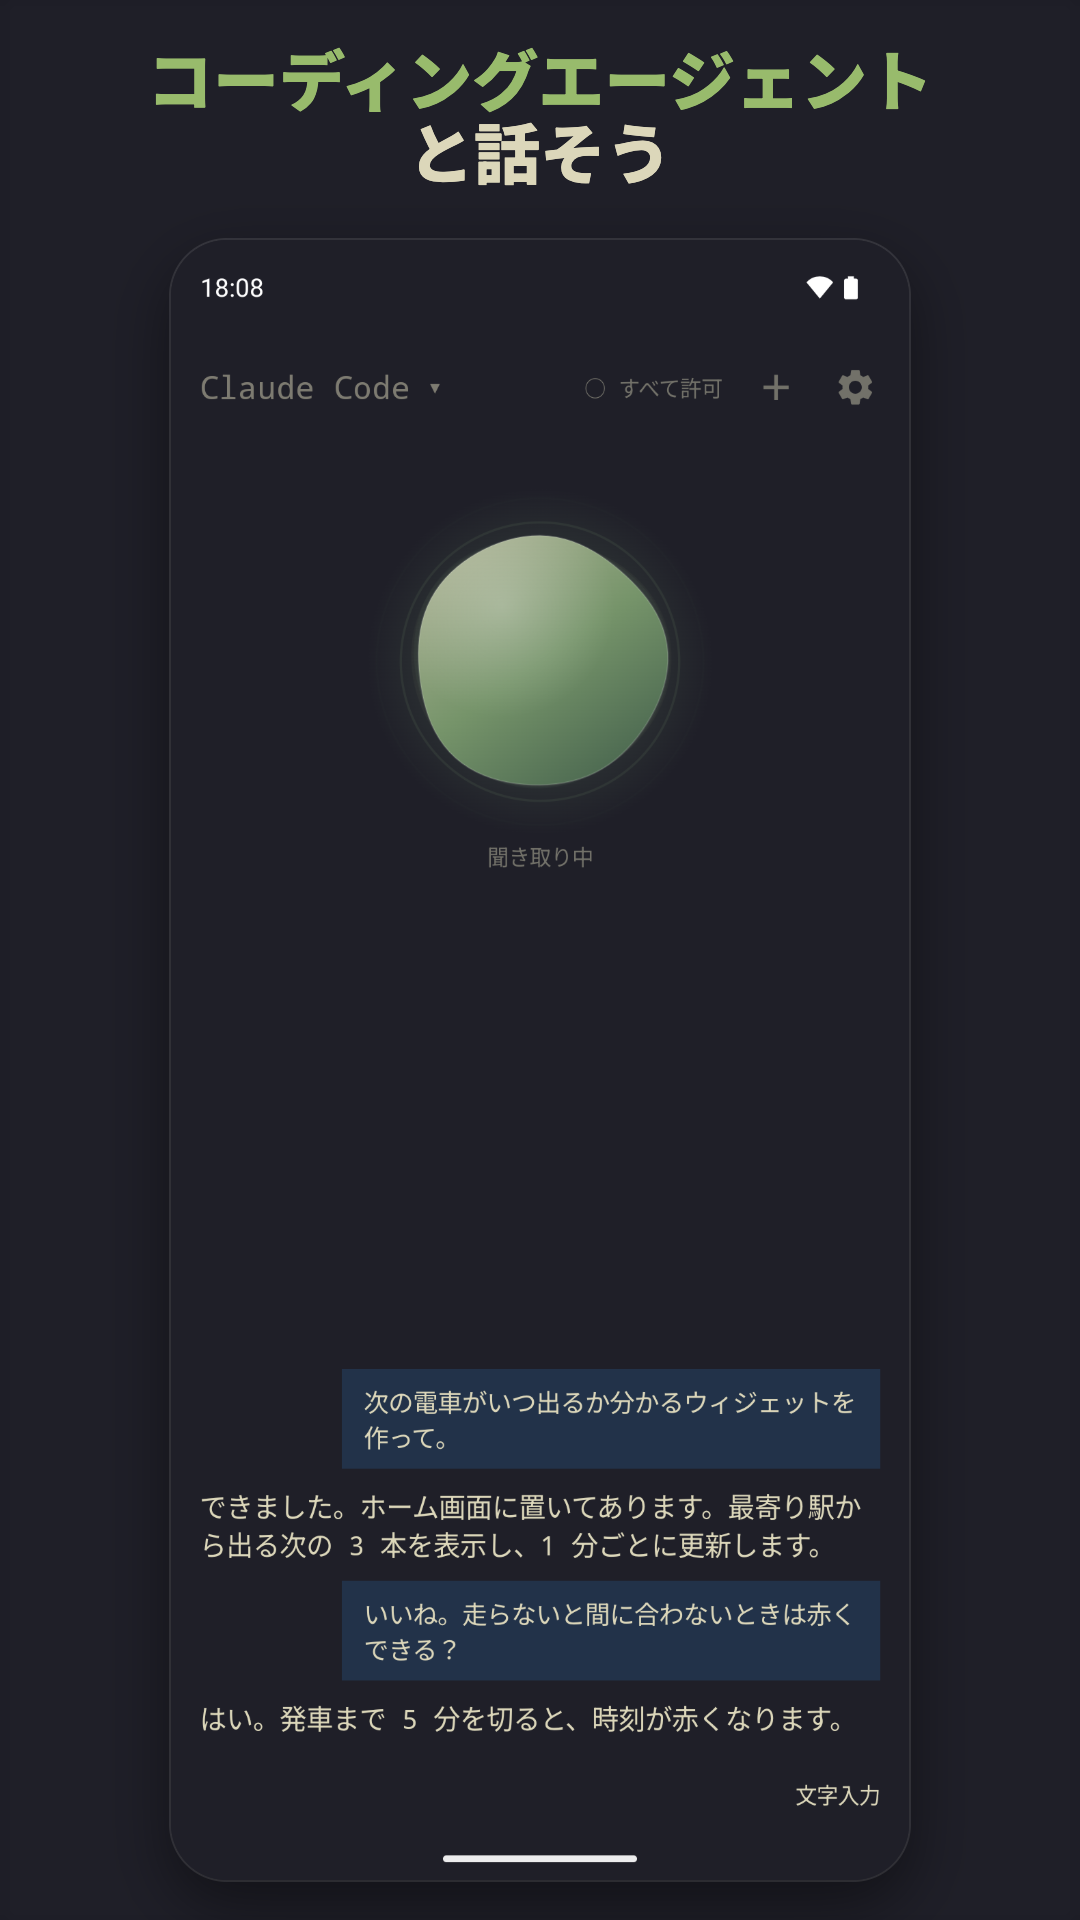 コーディングエージェント
と話そう
18:08
Claude Code ▾
○ すべて許可
聞き取り中
次の電車がいつ出るか分かるウィジェットを
作って。
できました。ホーム画面に置いてあります。最寄り駅か
ら出る次の 3 本を表示し、1 分ごとに更新します。
いいね。走らないと間に合わないときは赤く
できる？
はい。発車まで 5 分を切ると、時刻が赤くなります。
文字入力